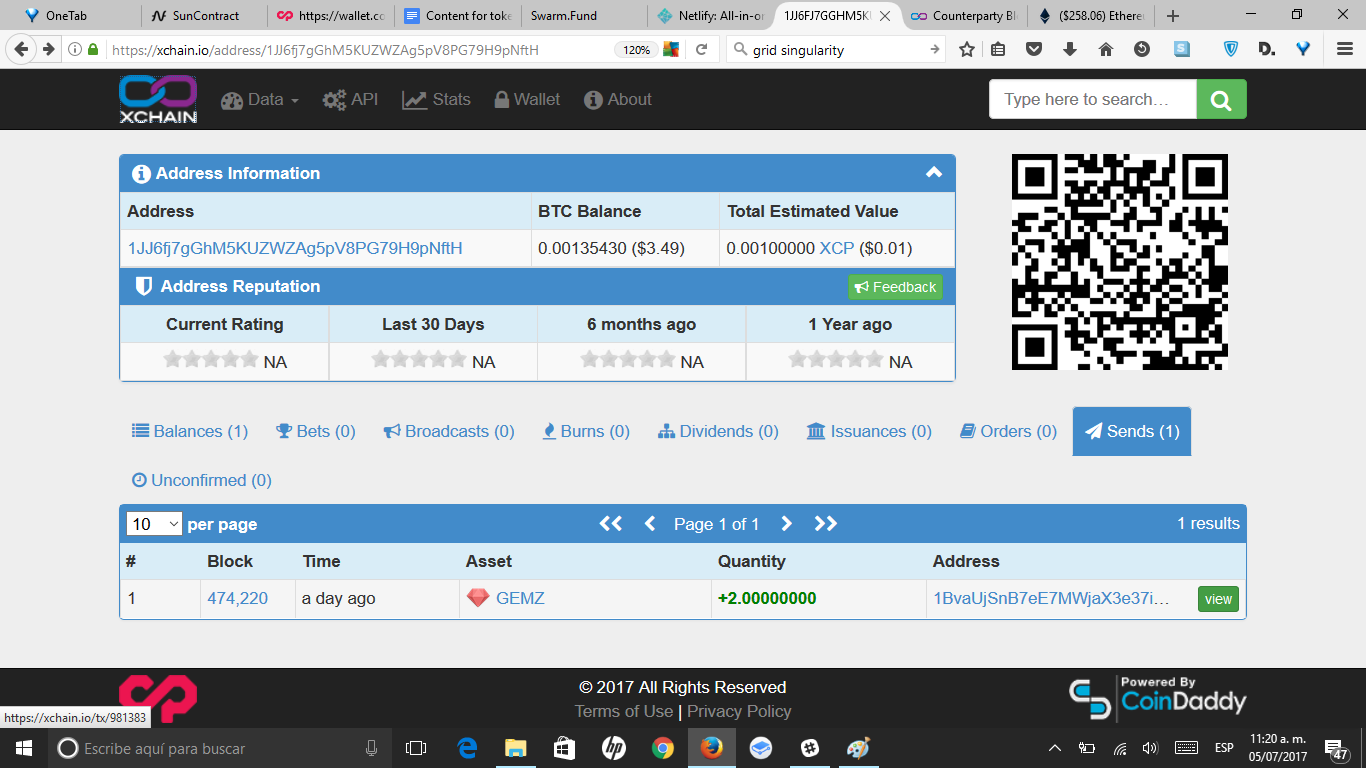 OneTab
SunContract
https://wallet.co
Content for toke
Swarm.Fund
Netlify: All-in-or
1JJ6FJ7GGHM5KU
Counterparty Bl
($258.06) Ethere
https://xchain.io/address/1JJ6fj7gGhM5KUZWZAg5pV8PG79H9pNftH
120%
grid singularity
S
D.
XCHAIN
Data
API
Stats
Wallet
About
Type here to search…
Address Information
Address
BTC Balance
Total Estimated Value
1JJ6fj7gGhM5KUZWZAg5pV8PG79H9pNftH
0.00135430 ($3.49)
0.00100000 XCP ($0.01)
Address Reputation
Feedback
Current Rating
Last 30 Days
6 months ago
1 Year ago
NA
NA
NA
NA
Balances (1)
Bets (0)
Broadcasts (0)
Burns (0)
Dividends (0)
Issuances (0)
Orders (0)
Sends (1)
Unconfirmed (0)
10 per page
Page 1 of 1
1 results
#
Block
Time
Asset
Quantity
Address
1
474,220
a day ago
GEMZ
+2.00000000
1BvaUjSnB7eE7MWjaX3e37i…
view
© 2017 All Rights Reserved
Terms of Use | Privacy Policy
Powered By
CoinDaddy
https://xchain.io/tx/981383
Escribe aquí para buscar
hp
ESP
11:20 a. m.
05/07/2017
47